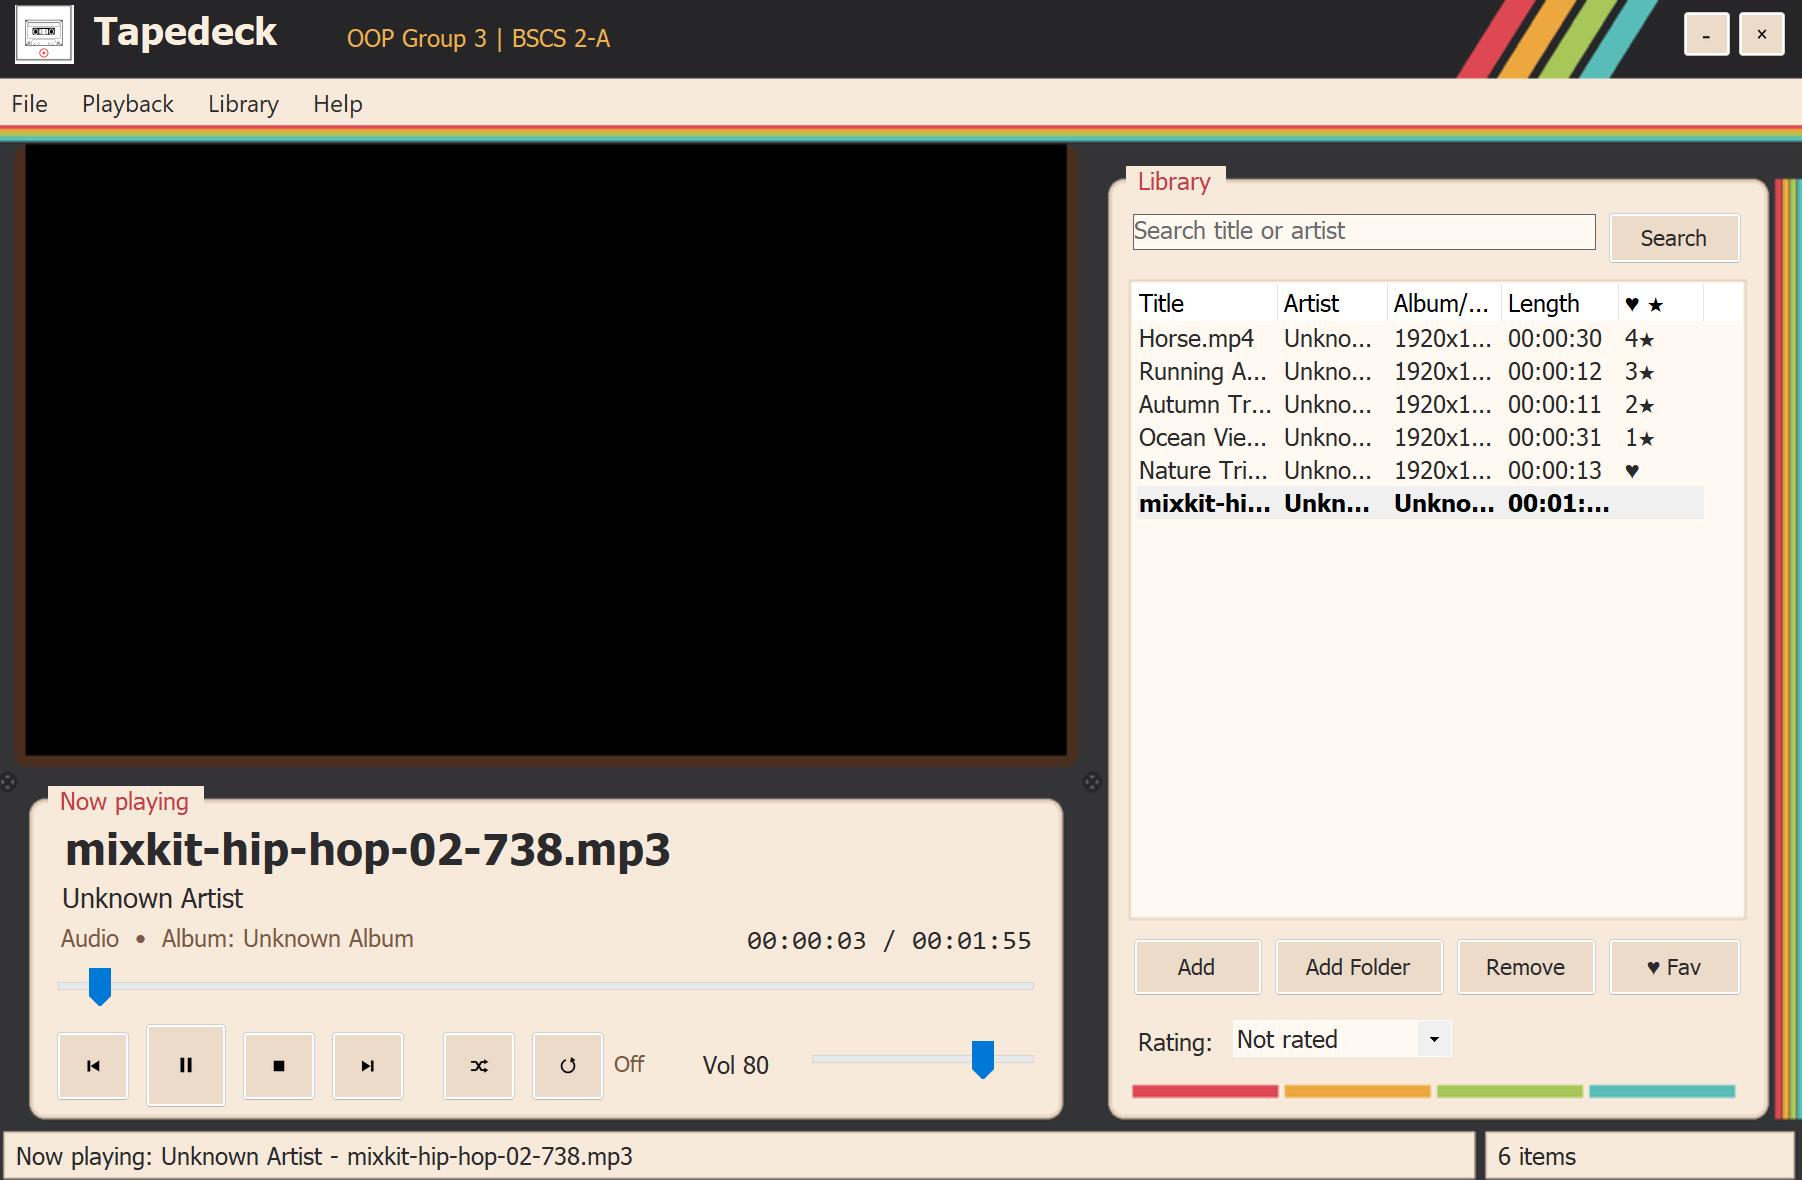 Tapedeck
OOP Group 3 | BSCS 2-A
- ×
File Playback Library Help
Library
Search title or artist
Search
Title Artist Album/... Length ♥ ★
Horse.mp4 Unkno... 1920x1... 00:00:30 4★
Running A... Unkno... 1920x1... 00:00:12 3★
Autumn Tr... Unkno... 1920x1... 00:00:11 2★
Ocean Vie... Unkno... 1920x1... 00:00:31 1★
Nature Tri... Unkno... 1920x1... 00:00:13 ♥
mixkit-hi... Unkn... Unkno... 00:01:...
Add Add Folder Remove ♥ Fav
Rating: Not rated
Now playing
mixkit-hip-hop-02-738.mp3
Unknown Artist
Audio • Album: Unknown Album
00:00:03 / 00:01:55
Off
Vol 80
Now playing: Unknown Artist - mixkit-hip-hop-02-738.mp3
6 items